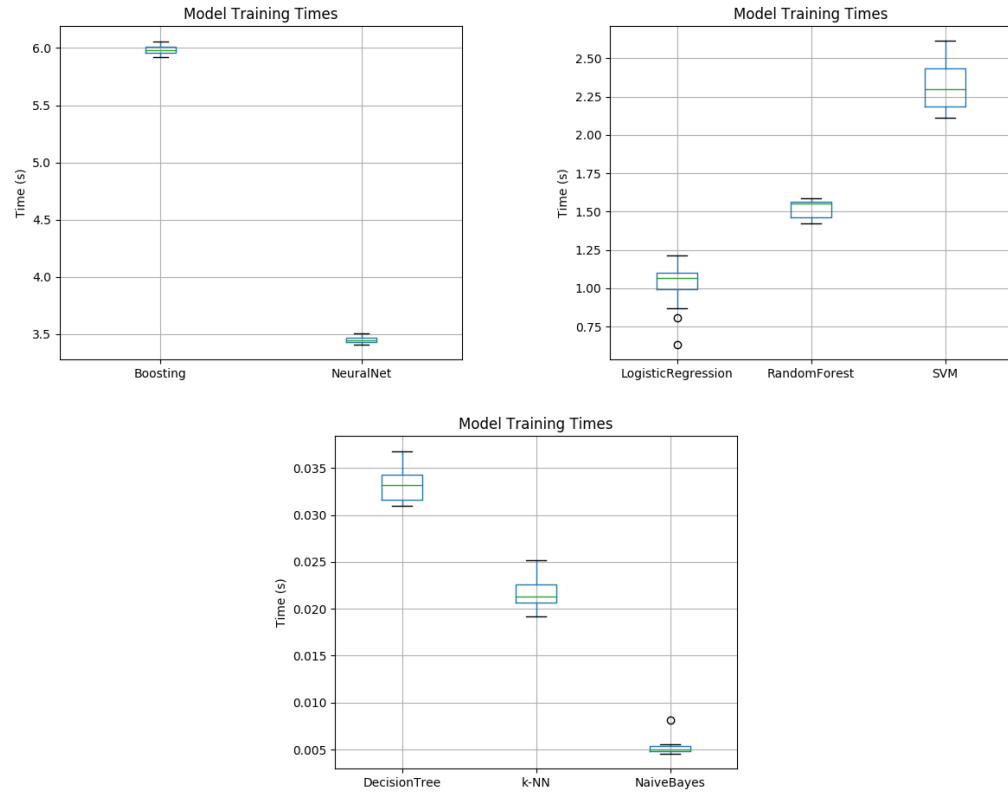 Model Training Times
6.0
5.5
5.0
4.5
4.0
3.5
Time (s)
Boosting NeuralNet
Model Training Times
2.50
2.25
2.00
1.75
1.50
1.25
1.00
0.75
Time (s)
LogisticRegression RandomForest SVM
Model Training Times
0.035
0.030
0.025
0.020
0.015
0.010
0.005
Time (s)
DecisionTree k-NN NaiveBayes